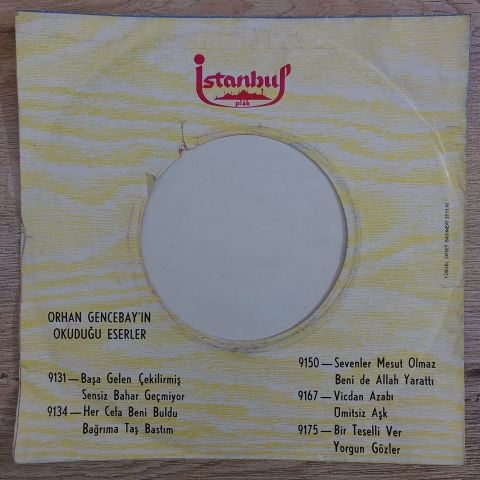 İstanbul
plak
ORHAN GENCEBAY'IN
OKUDUĞU ESERLER
9131 — Başa Gelen Çekilirmiş
Sensiz Bahar Geçmiyor
9134 — Her Cefa Beni Buldu
Bağrıma Taş Bastım
9150 — Sevenler Mesut Olmaz
Beni de Allah Yarattı
9167 — Vicdan Azabı
Ümitsiz Aşk
9175 — Bir Teselli Ver
Yorgun Gözler